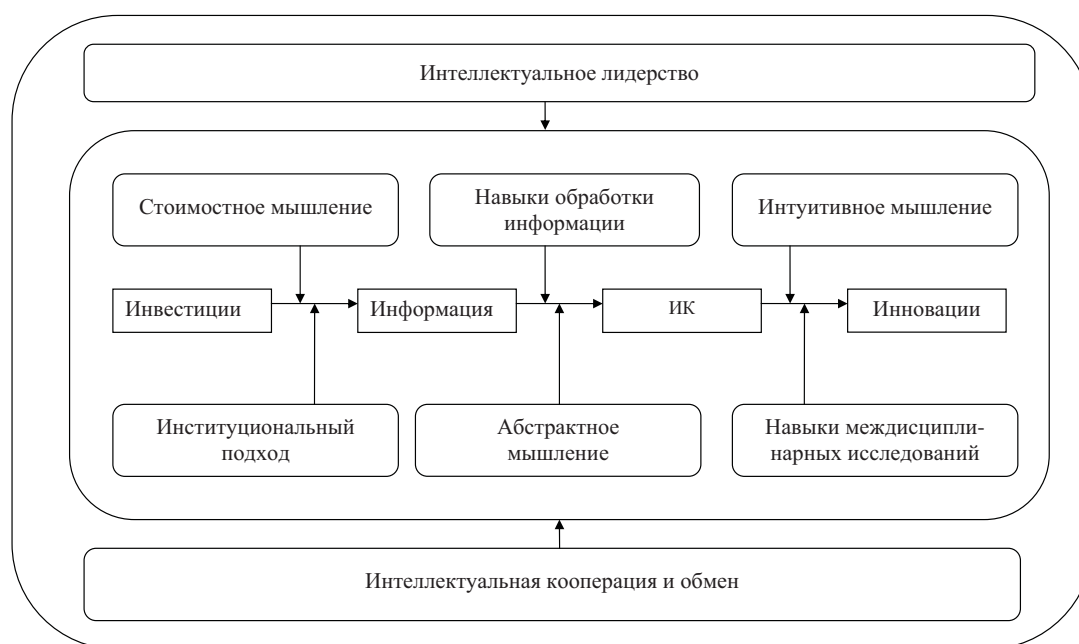 Интеллектуальное лидерство
Стоимостное мышление
Навыки обработки
информации
Интуитивное мышление
Инвестиции
Информация
ИК
Инновации
Институциональный
подход
Абстрактное
мышление
Навыки междисципли-
нарных исследований
Интеллектуальная кооперация и обмен